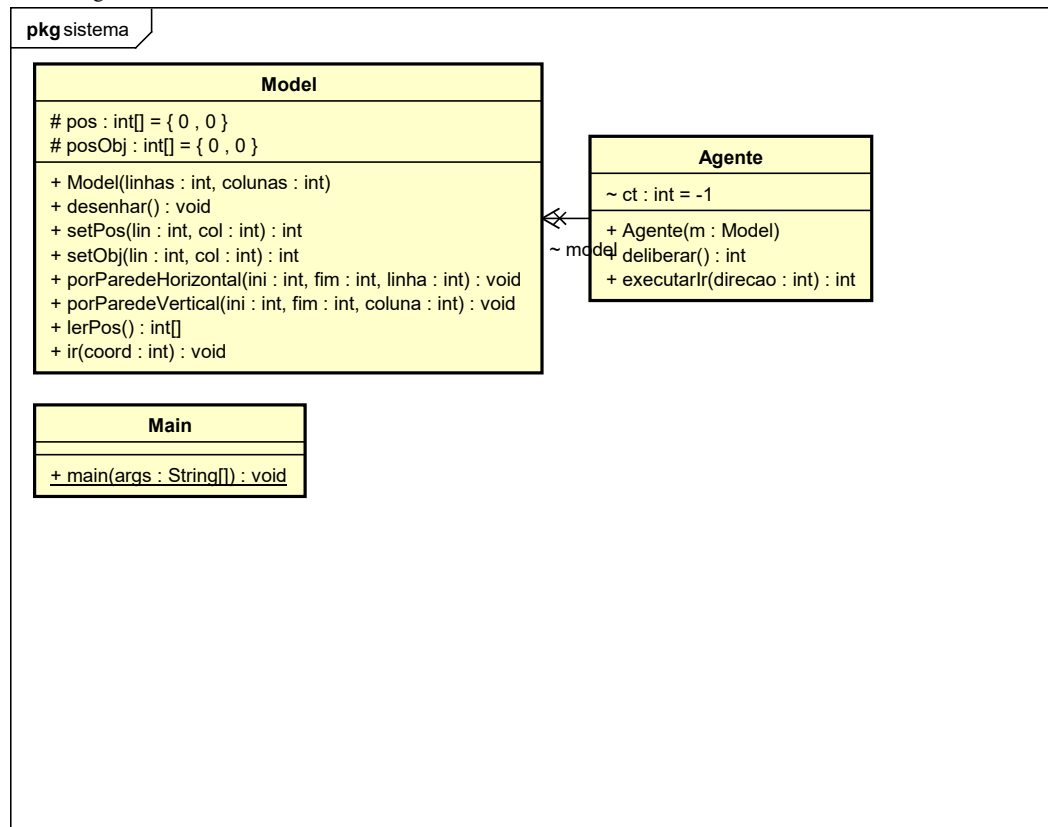 pkg sistema
Model
# pos : int[] = { 0 , 0 }
# posObj : int[] = { 0 , 0 }
+ Model(linhas : int, colunas : int)
+ desenhar() : void
+ setPos(lin : int, col : int) : int
+ setObj(lin : int, col : int) : int
+ porParedeHorizontal(ini : int, fim : int, linha : int) : void
+ porParedeVertical(ini : int, fim : int, coluna : int) : void
+ lerPos() : int[]
+ ir(coord : int) : void
~ model
Agente
~ ct : int = -1
+ Agente(m : Model)
+ deliberar() : int
+ executarIr(direcao : int) : int
Main
+ main(args : String[]) : void